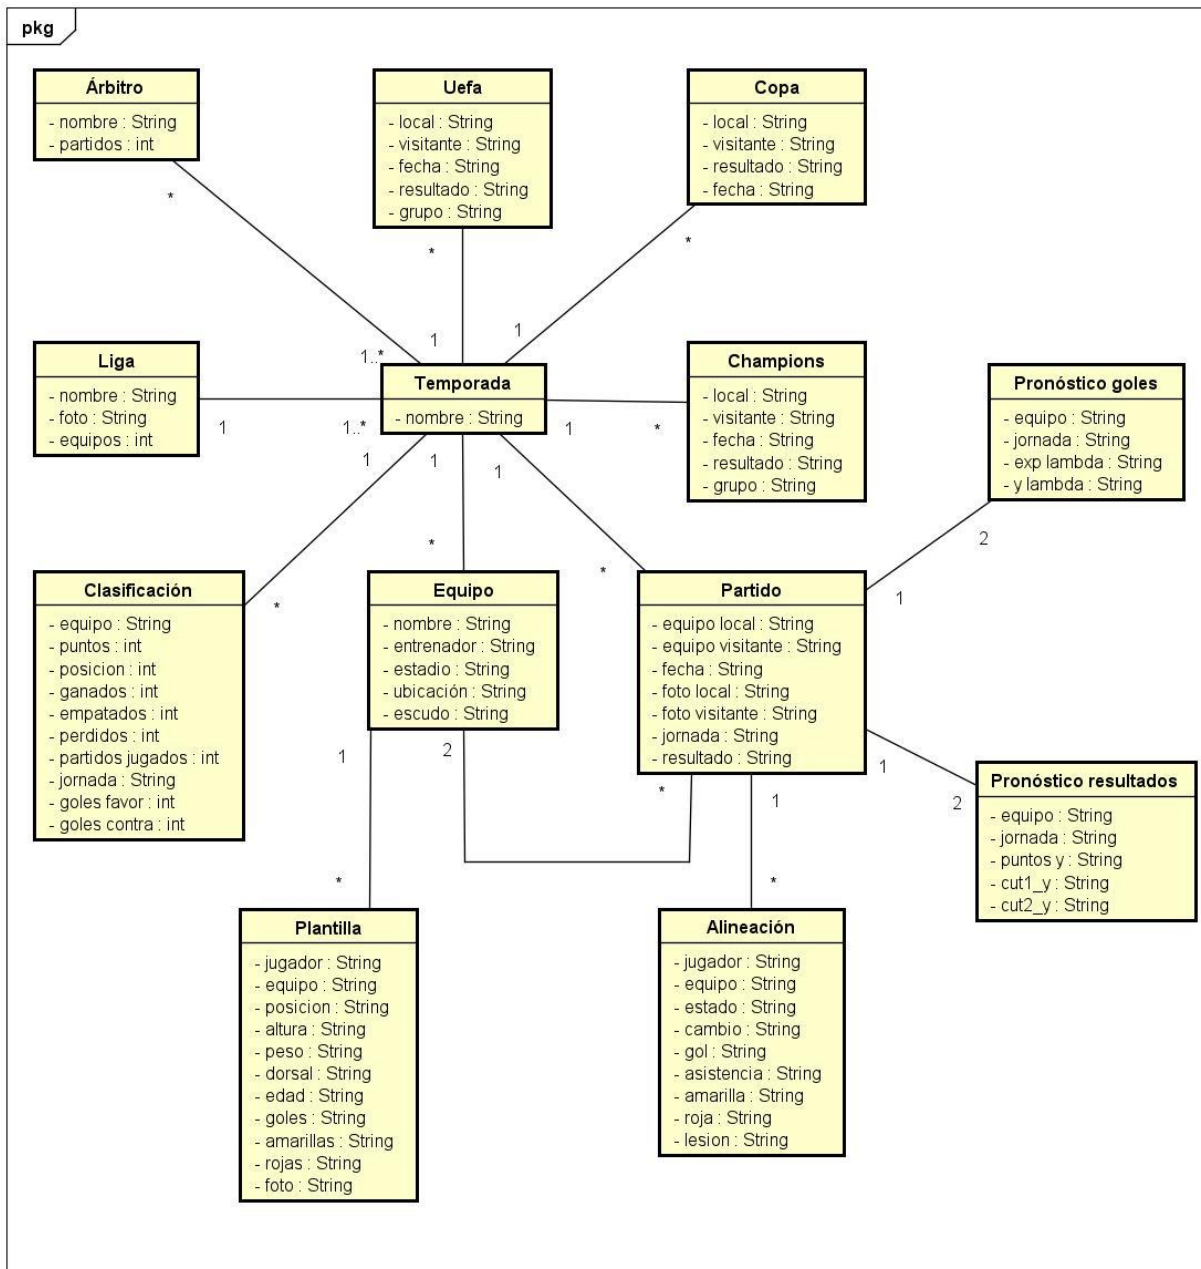 pkg
Árbitro
- nombre : String
- partidos : int
*
Uefa
- local : String
- visitante : String
- fecha : String
- resultado : String
- grupo : String
*
Copa
- local : String
- visitante : String
- resultado : String
- fecha : String
*
1..*
1
1
Liga
- nombre : String
- foto : String
- equipos : int
1
1..*
Temporada
- nombre : String
1
1
1
1
Champions
- local : String
- visitante : String
- fecha : String
- resultado : String
- grupo : String
*
Pronóstico goles
- equipo : String
- jornada : String
- exp lambda : String
- y lambda : String
2
1
*
*
*
Clasificación
- equipo : String
- puntos : int
- posicion : int
- ganados : int
- empatados : int
- perdidos : int
- partidos jugados : int
- jornada : String
- goles favor : int
- goles contra : int
Equipo
- nombre : String
- entrenador : String
- estadio : String
- ubicación : String
- escudo : String
1
2
Partido
- equipo local : String
- equipo visitante : String
- fecha : String
- foto local : String
- foto visitante : String
- jornada : String
- resultado : String
*
1
1
2
Pronóstico resultados
- equipo : String
- jornada : String
- puntos y : String
- cut1_y : String
- cut2_y : String
*
*
Plantilla
- jugador : String
- equipo : String
- posicion : String
- altura : String
- peso : String
- dorsal : String
- edad : String
- goles : String
- amarillas : String
- rojas : String
- foto : String
Alineación
- jugador : String
- equipo : String
- estado : String
- cambio : String
- gol : String
- asistencia : String
- amarilla : String
- roja : String
- lesion : String